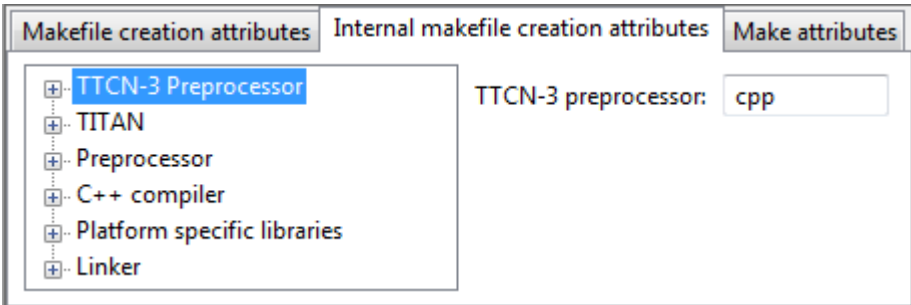 Makefile creation attributes Internal makefile creation attributes Make attributes
TTCN-3 Preprocessor
TTCN-3 preprocessor: cpp
TITAN
Preprocessor
C++ compiler
Platform specific libraries
Linker